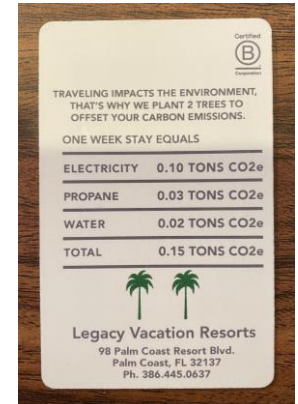 Certified
B
Corporation
TRAVELING IMPACTS THE ENVIRONMENT,
THAT'S WHY WE PLANT 2 TREES TO
OFFSET YOUR CARBON EMISSIONS.
ONE WEEK STAY EQUALS
ELECTRICITY 0.10 TONS CO2e
PROPANE 0.03 TONS CO2e
WATER 0.02 TONS CO2e
TOTAL 0.15 TONS CO2e
Legacy Vacation Resorts
98 Palm Coast Resort Blvd.
Palm Coast, FL 32137
Ph. 386.445.0637